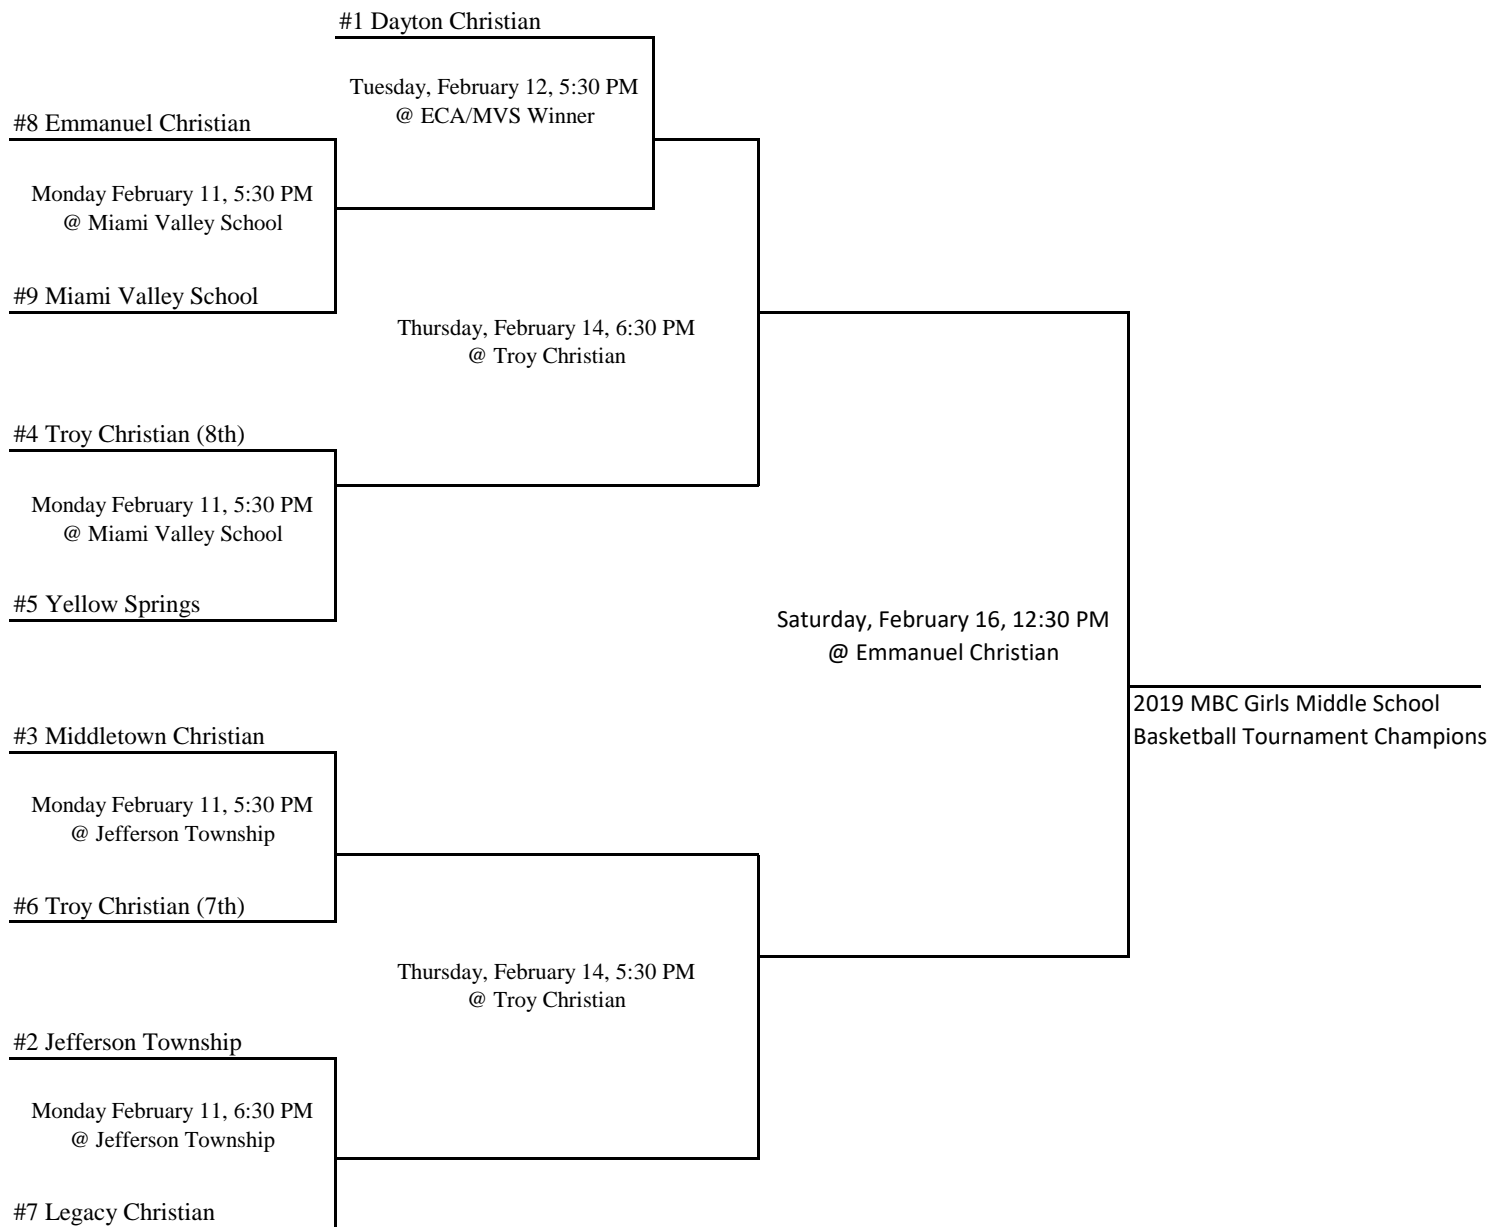 #1 Dayton Christian
Tuesday, February 12, 5:30 PM
@ ECA/MVS Winner
#8 Emmanuel Christian
Monday February 11, 5:30 PM
@ Miami Valley School
#9 Miami Valley School
Thursday, February 14, 6:30 PM
@ Troy Christian
#4 Troy Christian (8th)
Monday February 11, 5:30 PM
@ Miami Valley School
#5 Yellow Springs
Saturday, February 16, 12:30 PM
@ Emmanuel Christian
2019 MBC Girls Middle School
Basketball Tournament Champions
#3 Middletown Christian
Monday February 11, 5:30 PM
@ Jefferson Township
#6 Troy Christian (7th)
Thursday, February 14, 5:30 PM
@ Troy Christian
#2 Jefferson Township
Monday February 11, 6:30 PM
@ Jefferson Township
#7 Legacy Christian